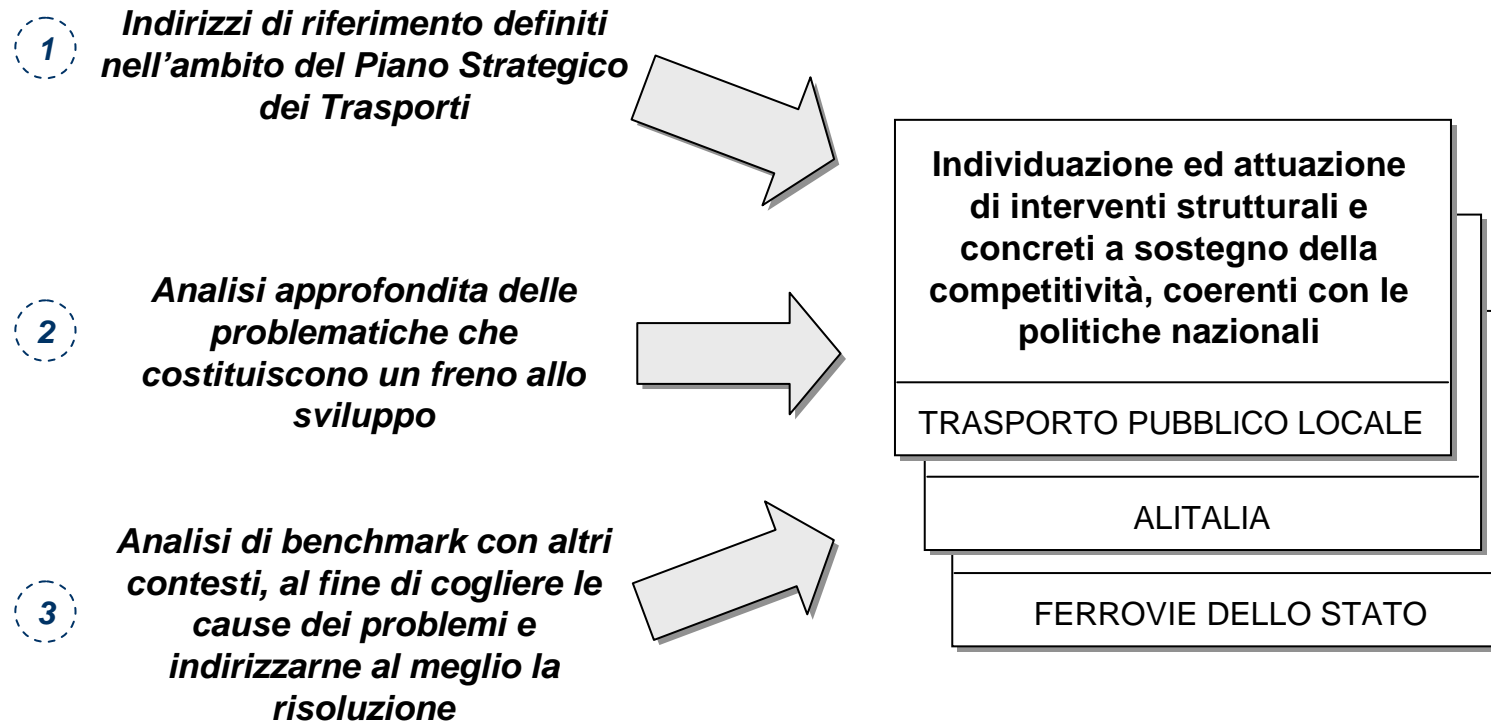 1
Indirizzi di riferimento definiti
nell’ambito del Piano Strategico
dei Trasporti
2
Analisi approfondita delle
problematiche che
costituiscono un freno allo
sviluppo
3
Analisi di benchmark con altri
contesti, al fine di cogliere le
cause dei problemi e
indirizzarne al meglio la
risoluzione
Individuazione ed attuazione
di interventi strutturali e
concreti a sostegno della
competitività, coerenti con le
politiche nazionali
TRASPORTO PUBBLICO LOCALE
ALITALIA
FERROVIE DELLO STATO